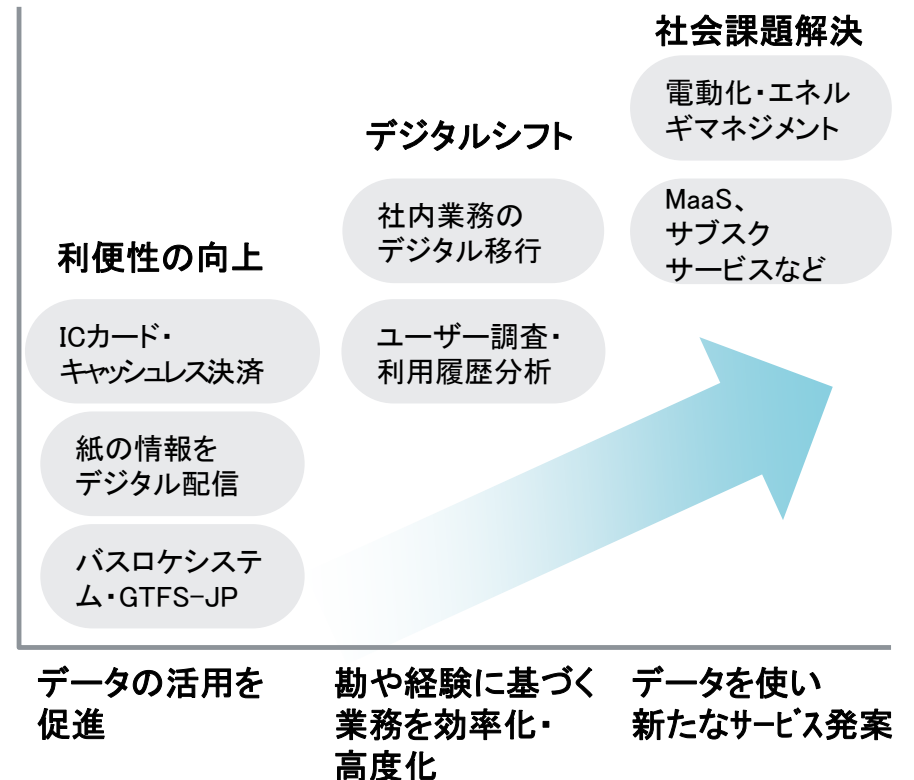 社会課題解決
電動化・エネル
ギマネジメント
MaaS、
サブスク
サービスなど
デジタルシフト
社内業務の
デジタル移行
ユーザー調査・
利用履歴分析
利便性の向上
ICカード・
キャッシュレス決済
紙の情報を
デジタル配信
バスロケシステ
ム・GTFS-JP
データの活用を
促進
勘や経験に基づく
業務を効率化・
高度化
データを使い
新たなサービス発案